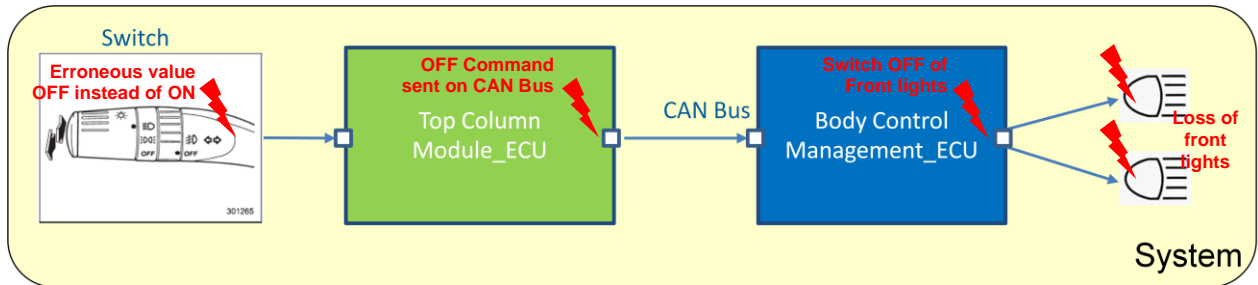 Switch
Erroneous value
OFF instead of ON
OFF
OFF
301265
OFF Command
sent on CAN Bus
Top Column
Module_ECU
CAN Bus
Switch OFF of
Front lights
Body Control
Management_ECU
Loss of
front
lights
System